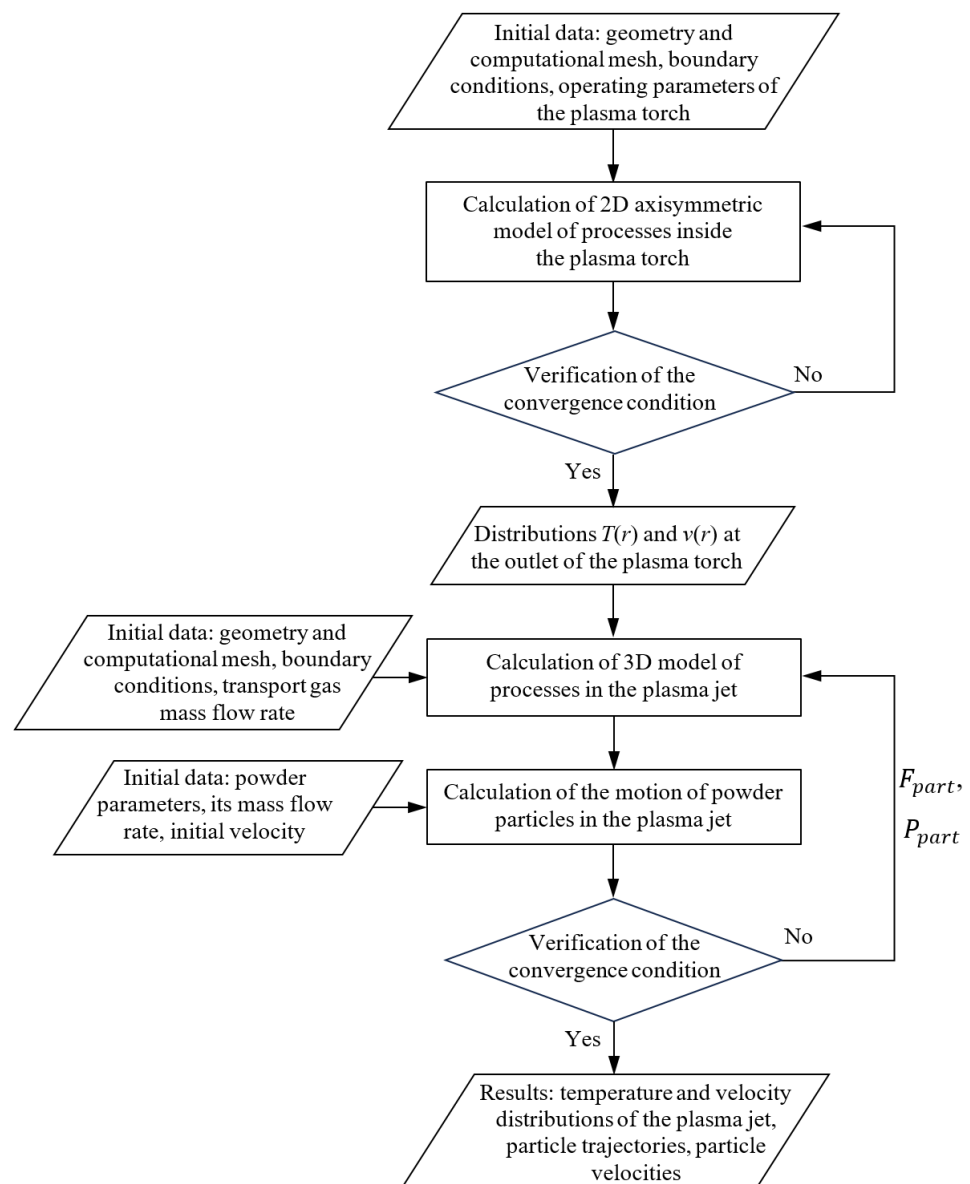 Initial data: geometry and
computational mesh, boundary
conditions, operating parameters of
the plasma torch
Calculation of 2D axisymmetric
model of processes inside
the plasma torch
Verification of the
convergence condition
No
Yes
Distributions T(r) and v(r) at
the outlet of the plasma torch
Initial data: geometry and
computational mesh, boundary
conditions, transport gas
mass flow rate
Calculation of 3D model of
processes in the plasma jet
Initial data: powder
parameters, its mass flow
rate, initial velocity
Calculation of the motion of powder
particles in the plasma jet
F_part,
P_part
Verification of the
convergence condition
No
Yes
Results: temperature and velocity
distributions of the plasma jet,
particle trajectories, particle
velocities